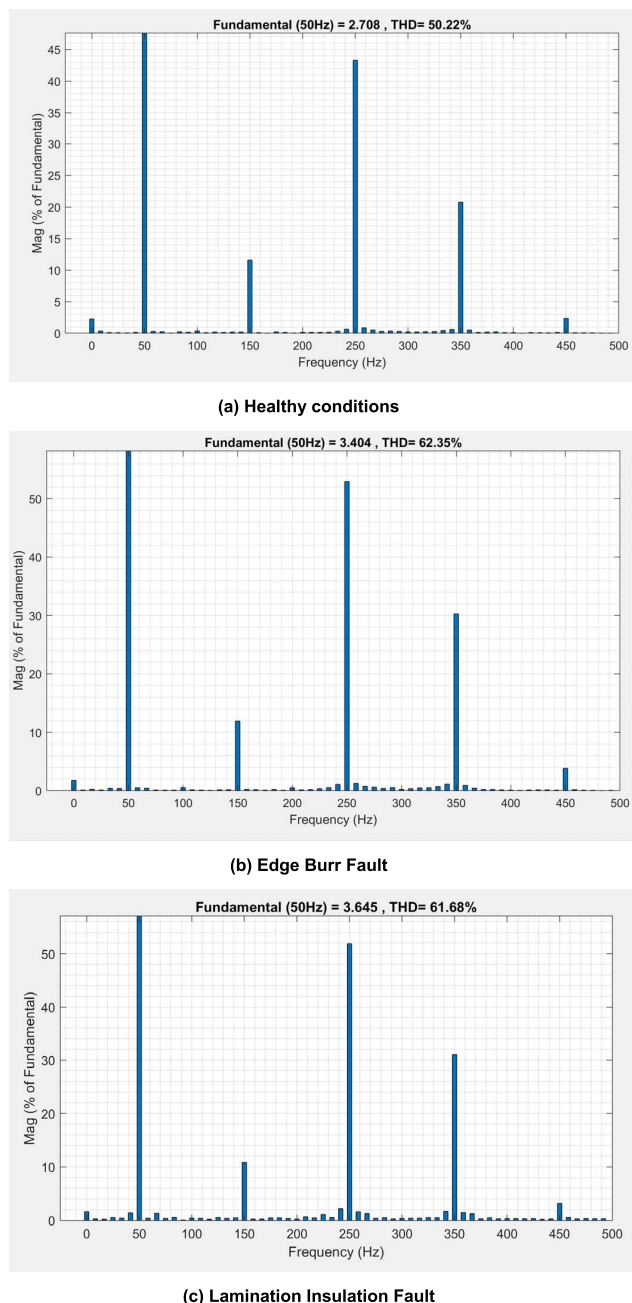 Fundamental (50Hz) = 2.708 , THD= 50.22%
45
40
35
30
25
20
15
10
5
0
Mag (% of Fundamental)
0 50 100 150 200 250 300 350 400 450 500
Frequency (Hz)
(a) Healthy conditions
Fundamental (50Hz) = 3.404 , THD= 62.35%
50
40
30
20
10
0
Mag (% of Fundamental)
0 50 100 150 200 250 300 350 400 450 500
Frequency (Hz)
(b) Edge Burr Fault
Fundamental (50Hz) = 3.645 , THD= 61.68%
50
40
30
20
10
0
Mag (% of Fundamental)
0 50 100 150 200 250 300 350 400 450 500
Frequency (Hz)
(c) Lamination Insulation Fault